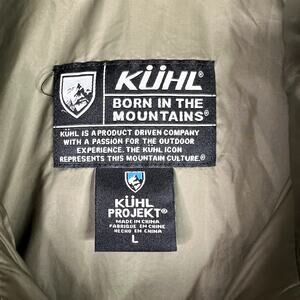 KÜHL®
BORN IN THE
MOUNTAINS®
KÜHL IS A PRODUCT DRIVEN COMPANY
WITH A PASSION FOR THE OUTDOOR
EXPERIENCE. THE KÜHL ICON
REPRESENTS THIS MOUNTAIN CULTURE®
KÜHL
PROJEKT®
MADE IN CHINA
FABRIQUÉ EN CHINE
HECHO EN CHINA
L